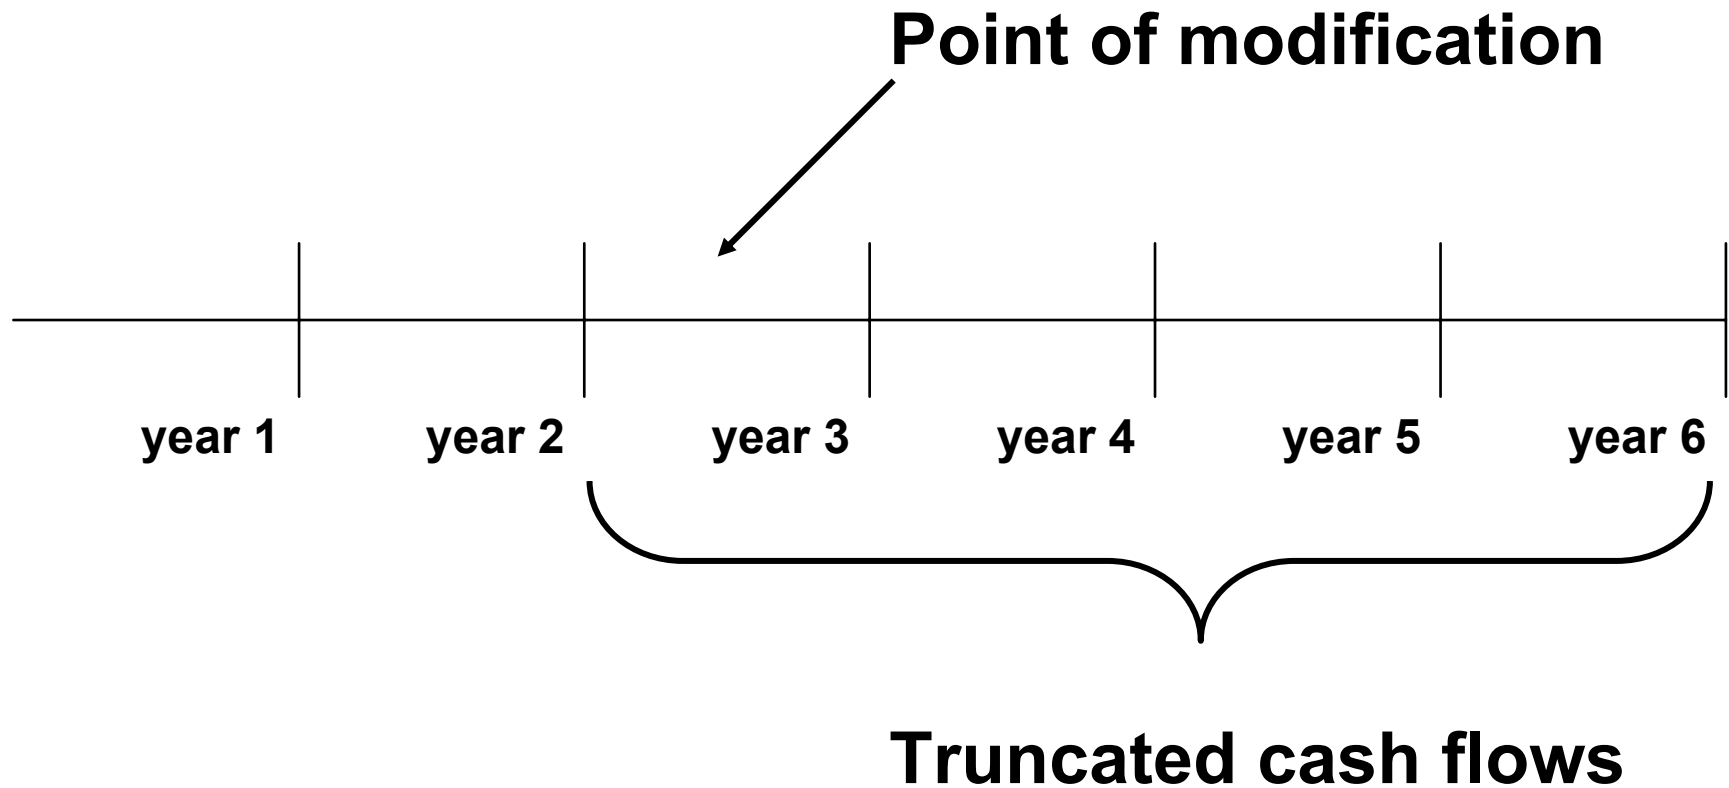 Point of modification
year 1 year 2 year 3 year 4 year 5 year 6
Truncated cash flows